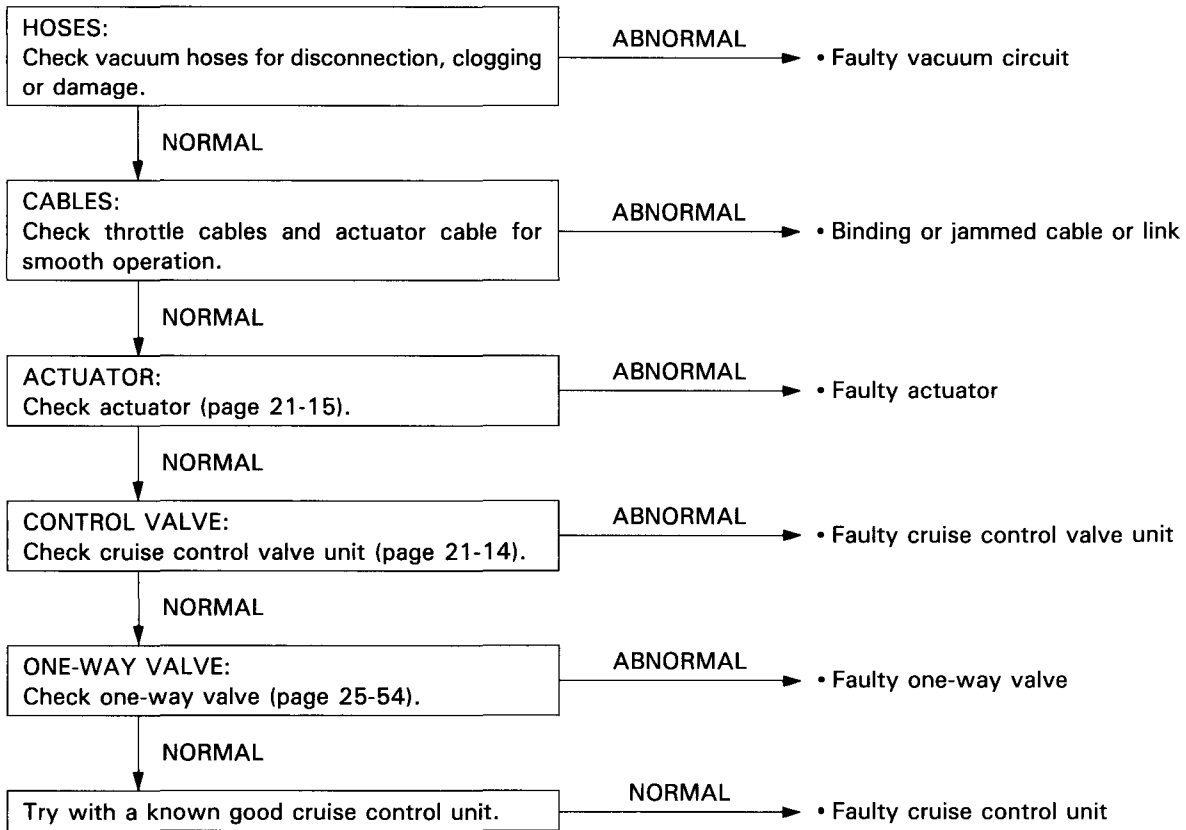 HOSES:
Check vacuum hoses for disconnection, clogging
or damage.
ABNORMAL
• Faulty vacuum circuit
NORMAL
CABLES:
Check throttle cables and actuator cable for
smooth operation.
ABNORMAL
• Binding or jammed cable or link
NORMAL
ACTUATOR:
Check actuator (page 21-15).
ABNORMAL
• Faulty actuator
NORMAL
CONTROL VALVE:
Check cruise control valve unit (page 21-14).
ABNORMAL
• Faulty cruise control valve unit
NORMAL
ONE-WAY VALVE:
Check one-way valve (page 25-54).
ABNORMAL
• Faulty one-way valve
NORMAL
Try with a known good cruise control unit.
NORMAL
• Faulty cruise control unit